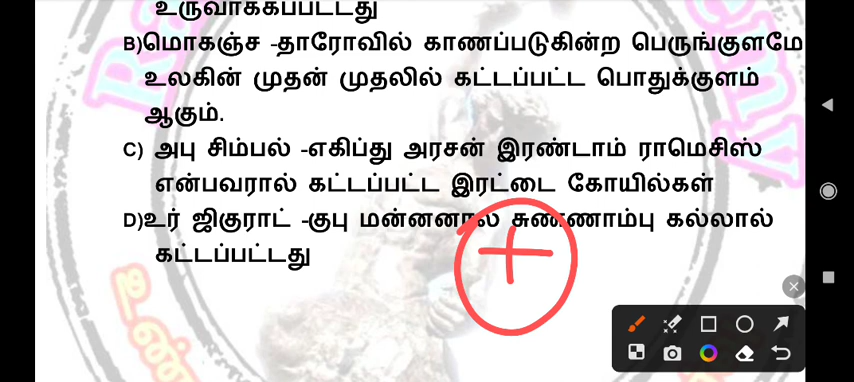 உருவாக்கப்பட்டது
B)மொகஞ்ச -தாரோவில் காணப்படுகின்ற பெருங்குளமே
உலகின் முதன் முதலில் கட்டப்பட்ட பொதுக்குளம்
ஆகும்.
C) அபு சிம்பல் -எகிப்து அரசன் இரண்டாம் ராமெசிஸ்
என்பவரால் கட்டப்பட்ட இரட்டை கோயில்கள்
D)உர் ஜிகுராட் -குபு மன்னனால் சுண்ணாம்பு கல்லால்
கட்டப்பட்டது